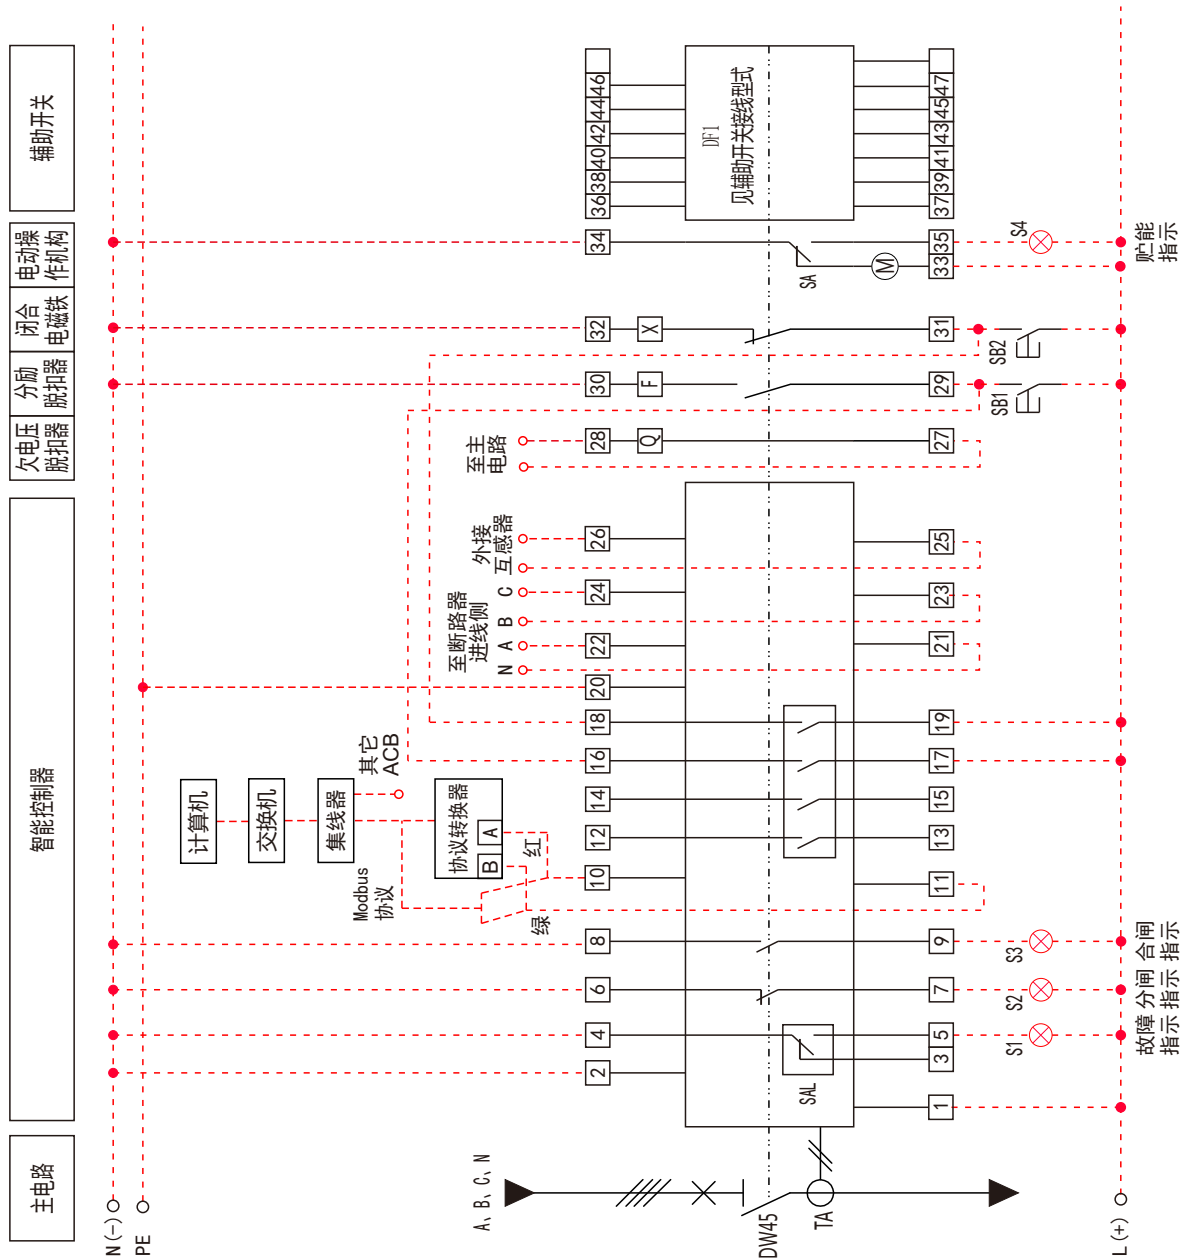 主电路
智能控制器
欠电压
脱扣器
分励
脱扣器
闭合
电磁铁
电动操
作机构
辅助开关
N(−)
PE
计算机
交换机
集线器
其它
ACB
协议转换器
B
A
Modbus
协议
红
绿
至断路器
进线侧
N
A
B
C
外接
互感器
至主
电路
A、B、C、N
2
4
6
8
10
12
14
16
18
20
22
24
26
28
30
32
34
36
38
40
42
44
46
Q
F
X
DF1
见辅助开关接线型式
SA
M
SAL
DW45
TA
1
3
5
7
9
11
13
15
17
19
21
23
25
27
29
31
33
35
37
39
41
43
45
47
S1
S2
S3
SB1
SB2
S4
L(+)
故障
指示
分闸
指示
合闸
指示
贮能
指示